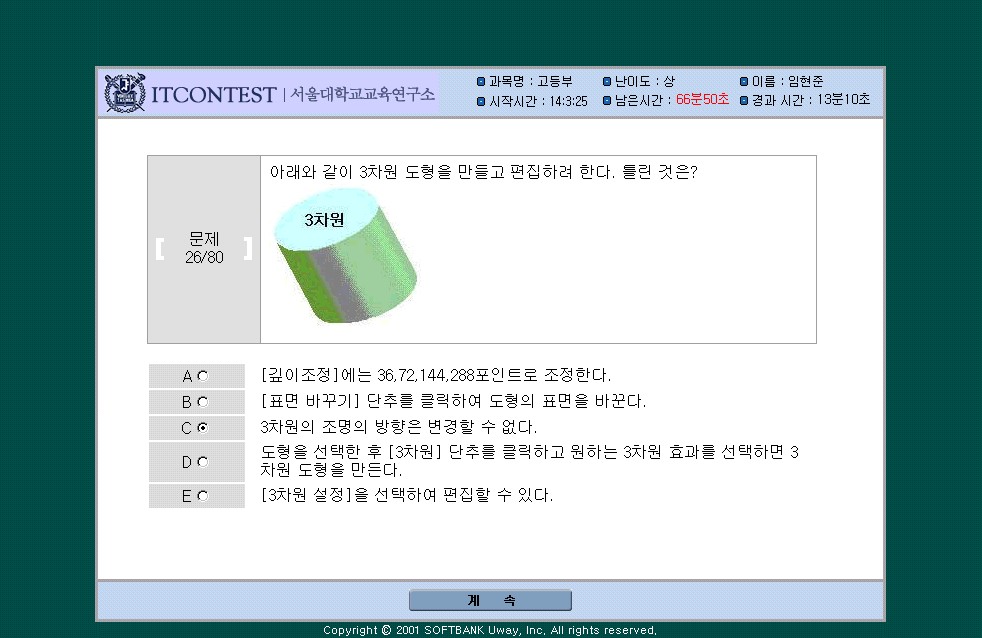 ITCONTEST | 서울대학교교육연구소
과목명 : 고등부 난이도 : 상 이름 : 임현준
시작시간 : 14:3:25 남은시간 : 66분50초 경과 시간 : 13분10초
아래와 같이 3차원 도형을 만들고 편집하려 한다. 틀린 것은?
3차원
[ 문제 ]
26/80
A [깊이조정]에는 36,72,144,288포인트로 조정한다.
B [표면 바꾸기] 단추를 클릭하여 도형의 표면을 바꾼다.
C 3차원의 조명의 방향은 변경할 수 없다.
D 도형을 선택한 후 [3차원] 단추를 클릭하고 원하는 3차원 효과를 선택하면 3
차원 도형을 만든다.
E [3차원 설정]을 선택하여 편집할 수 있다.
계 속
Copyright © 2001 SOFTBANK Uway, Inc. All rights reserved.